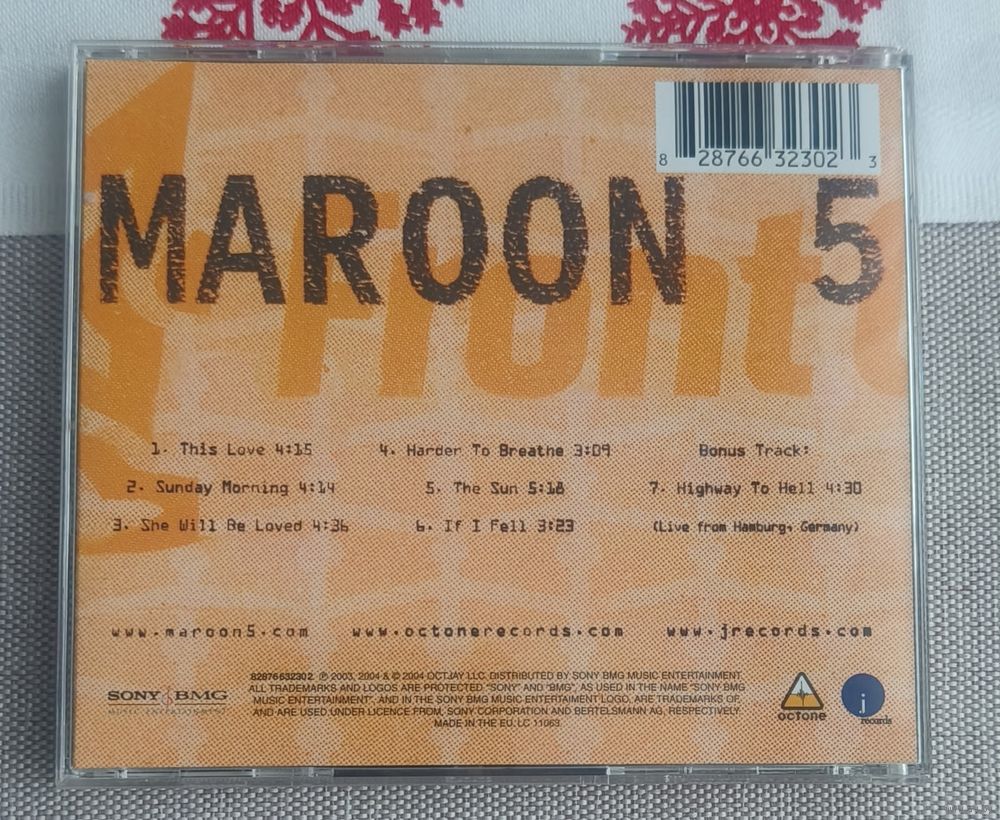 8 28766 32302 3
MAROON 5
front
1. This Love 4:15
2. Sunday Morning 4:14
3. She Will Be Loved 4:36
4. Harder To Breathe 3:09
5. The Sun 5:18
6. If I Fell 3:23
Bonus Track:
7. Highway To Hell 4:30
(Live from Hamburg, Germany)
www.maroon5.com www.octonerecords.com www.jrecords.com
SONY BMG
MUSIC ENTERTAINMENT
82876632302 ℗ 2003, 2004 & © 2004 OCTJAY LLC. DISTRIBUTED BY SONY BMG MUSIC ENTERTAINMENT.
ALL TRADEMARKS AND LOGOS ARE PROTECTED. "SONY" AND "BMG", AS USED IN THE NAME "SONY BMG
MUSIC ENTERTAINMENT", AND IN THE SONY BMG MUSIC ENTERTAIMENT LOGO, ARE TRADEMARKS OF,
AND ARE USED UNDER LICENCE FROM, SONY CORPORATION AND BERTELSMANN AG, RESPECTIVELY.
MADE IN THE EU. LC 11063.
octone
j
records